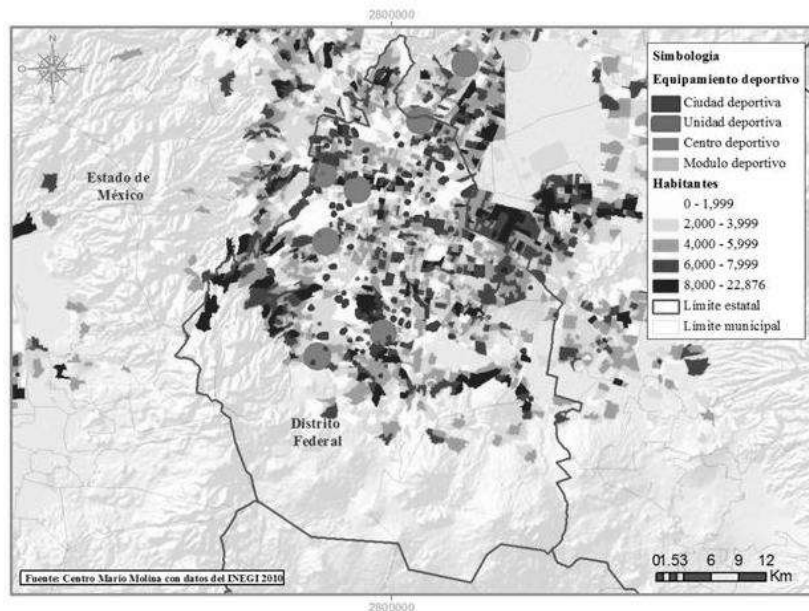 2800000
N
O
E
S
Estado de
México
Distrito
Federal
Simbología
Equipamiento deportivo
Ciudad deportiva
Unidad deportiva
Centro deportivo
Modulo deportivo
Habitantes
0 - 1,999
2,000 - 3,999
4,000 - 5,999
6,000 - 7,999
8,000 - 22,876
Límite estatal
Límite municipal
Fuente: Centro Mario Molina con datos del INEGI 2010
01.53 6 9 12
Km
2800000